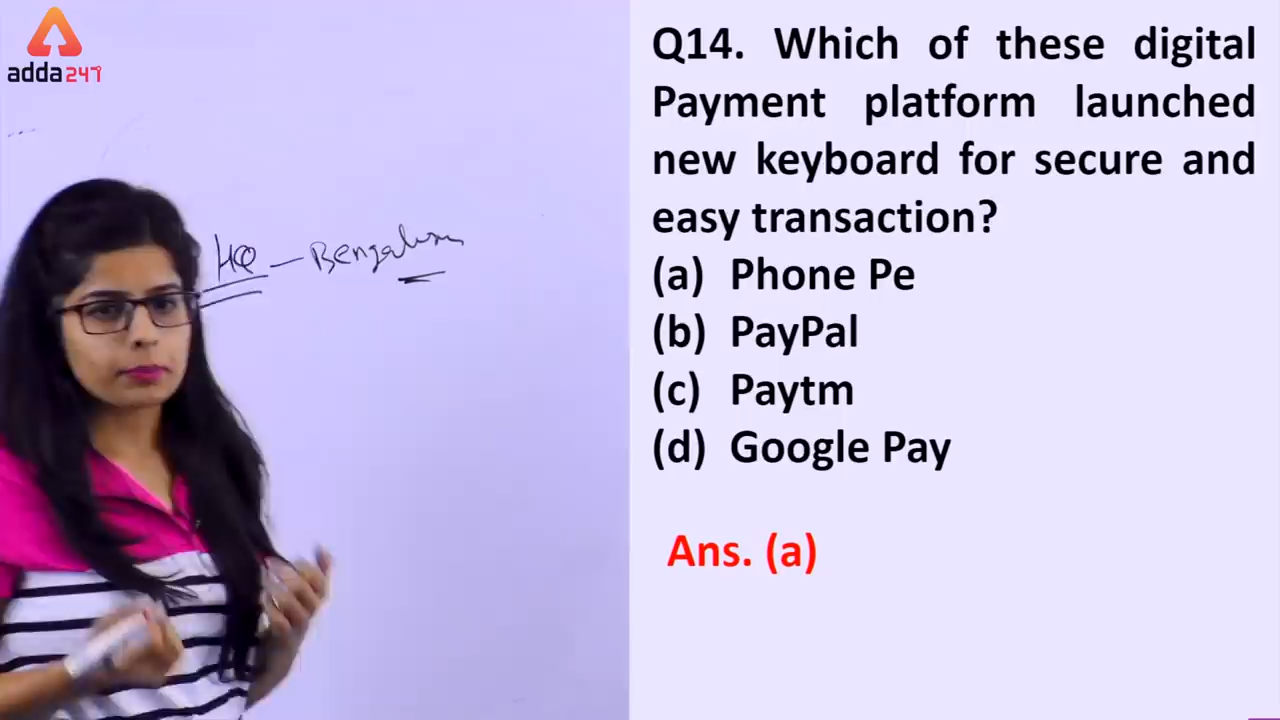 adda247
HQ — Bengaluru
Q14. Which of these digital
Payment platform launched
new keyboard for secure and
easy transaction?
(a) Phone Pe
(b) PayPal
(c) Paytm
(d) Google Pay
Ans. (a)